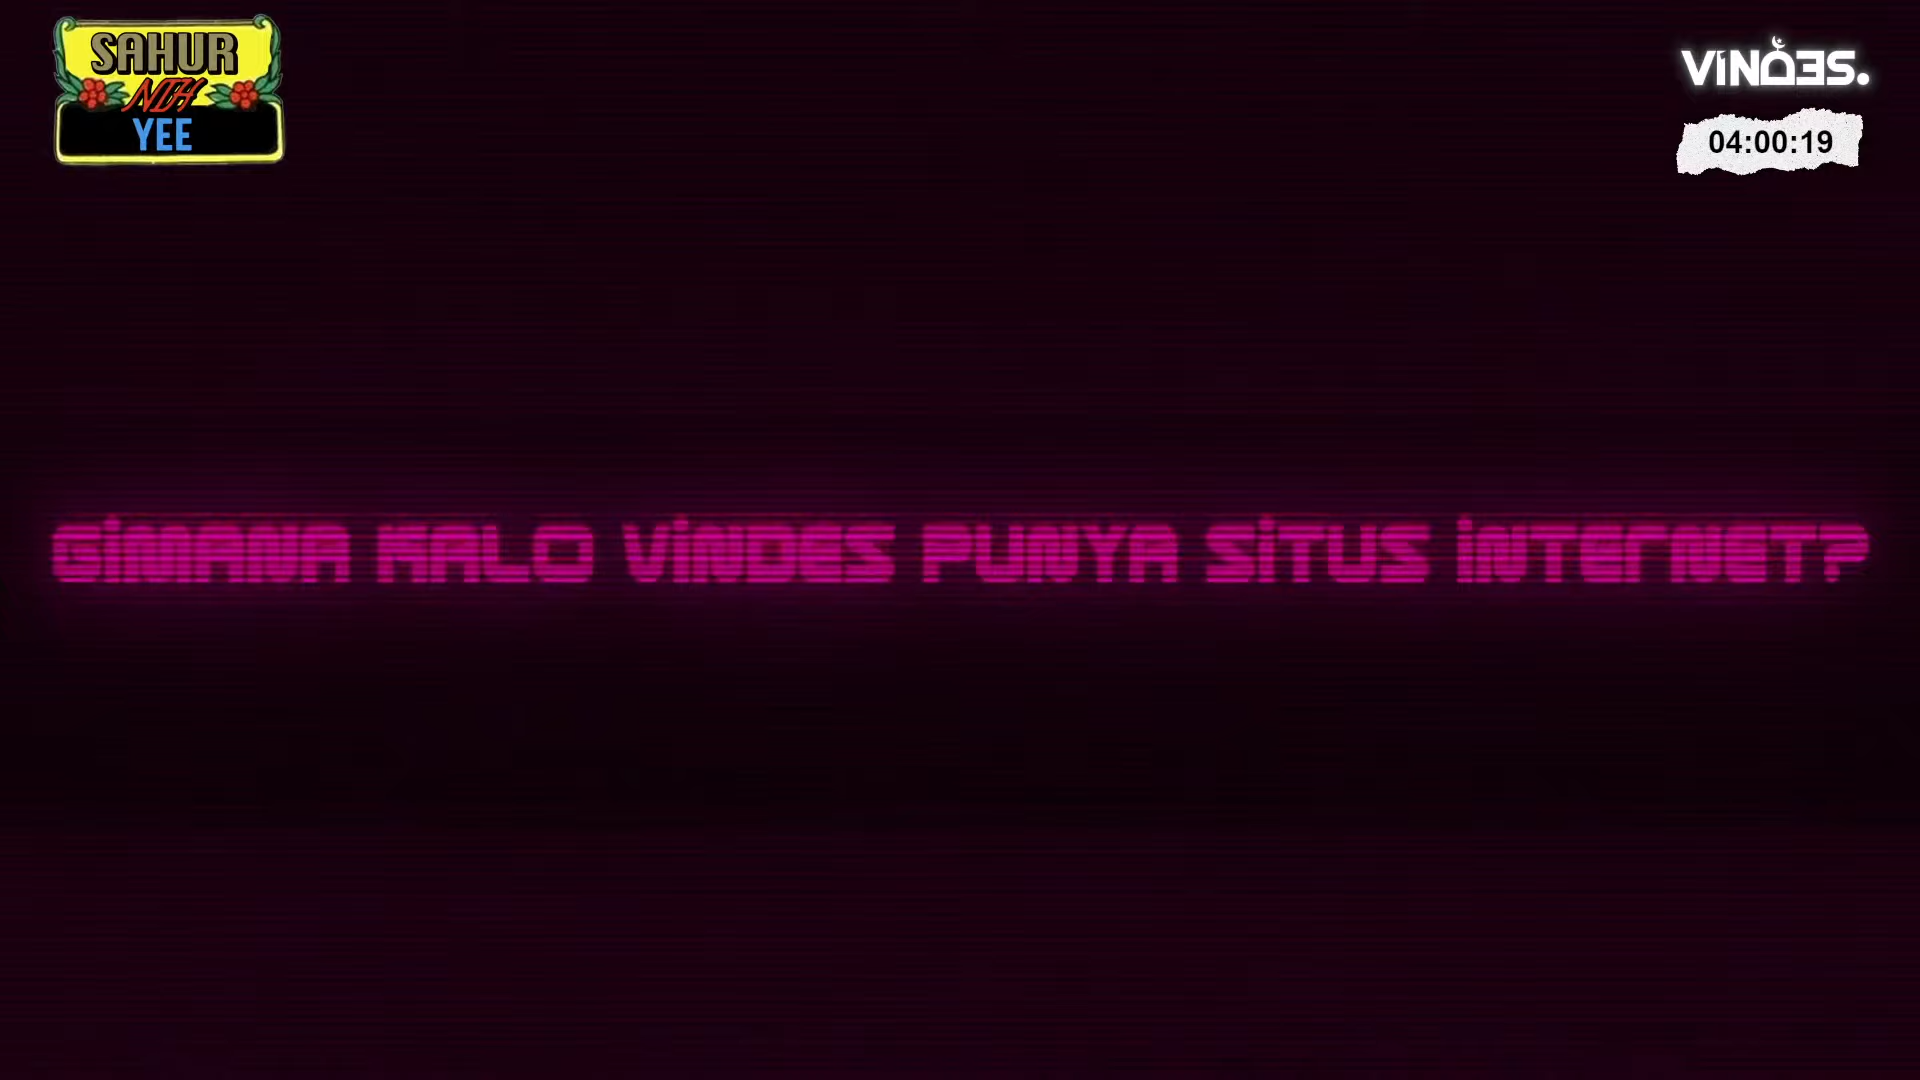 SAHUR
NIH
YEE
VINDES.
04:00:19
GIMANA KALO VINDES PUNYA SITUS INTERNET?